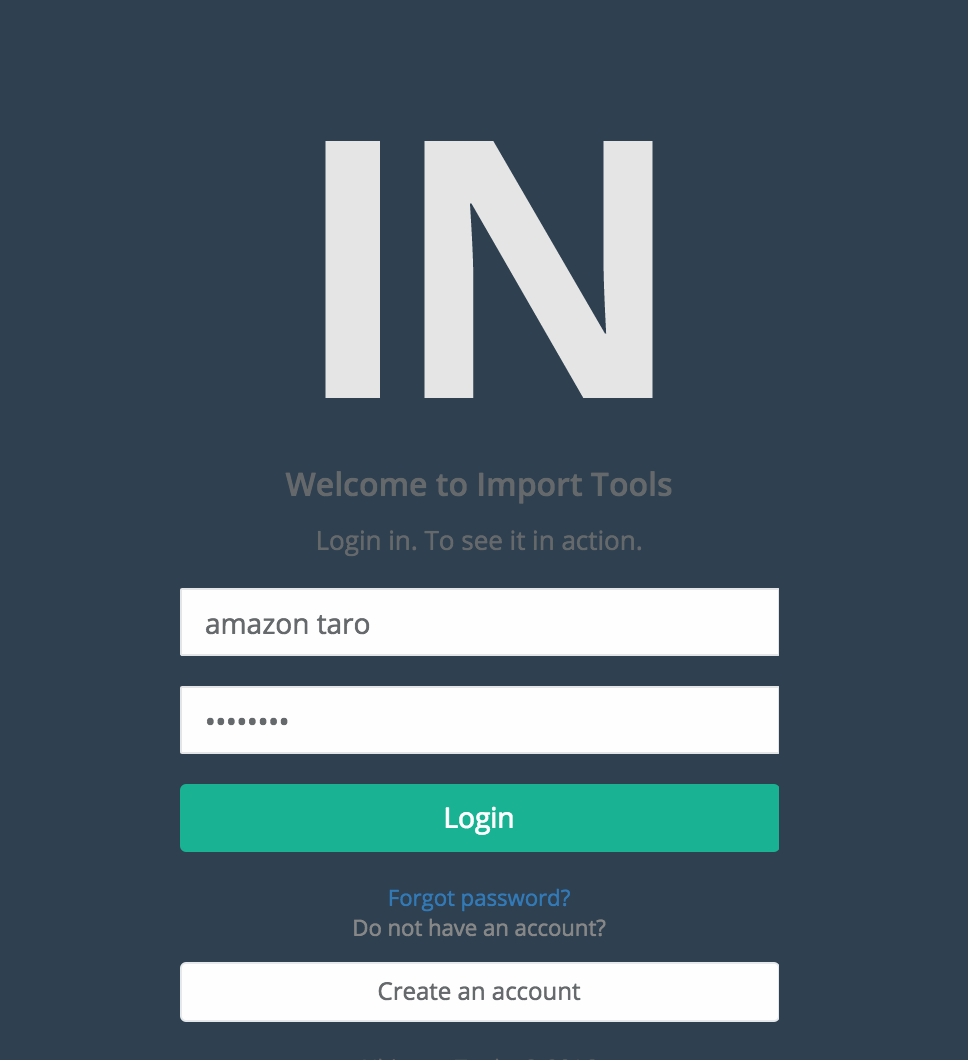 IN
Welcome to Import Tools
Login in. To see it in action.
amazon taro
••••••••
Login
Forgot password?
Do not have an account?
Create an account